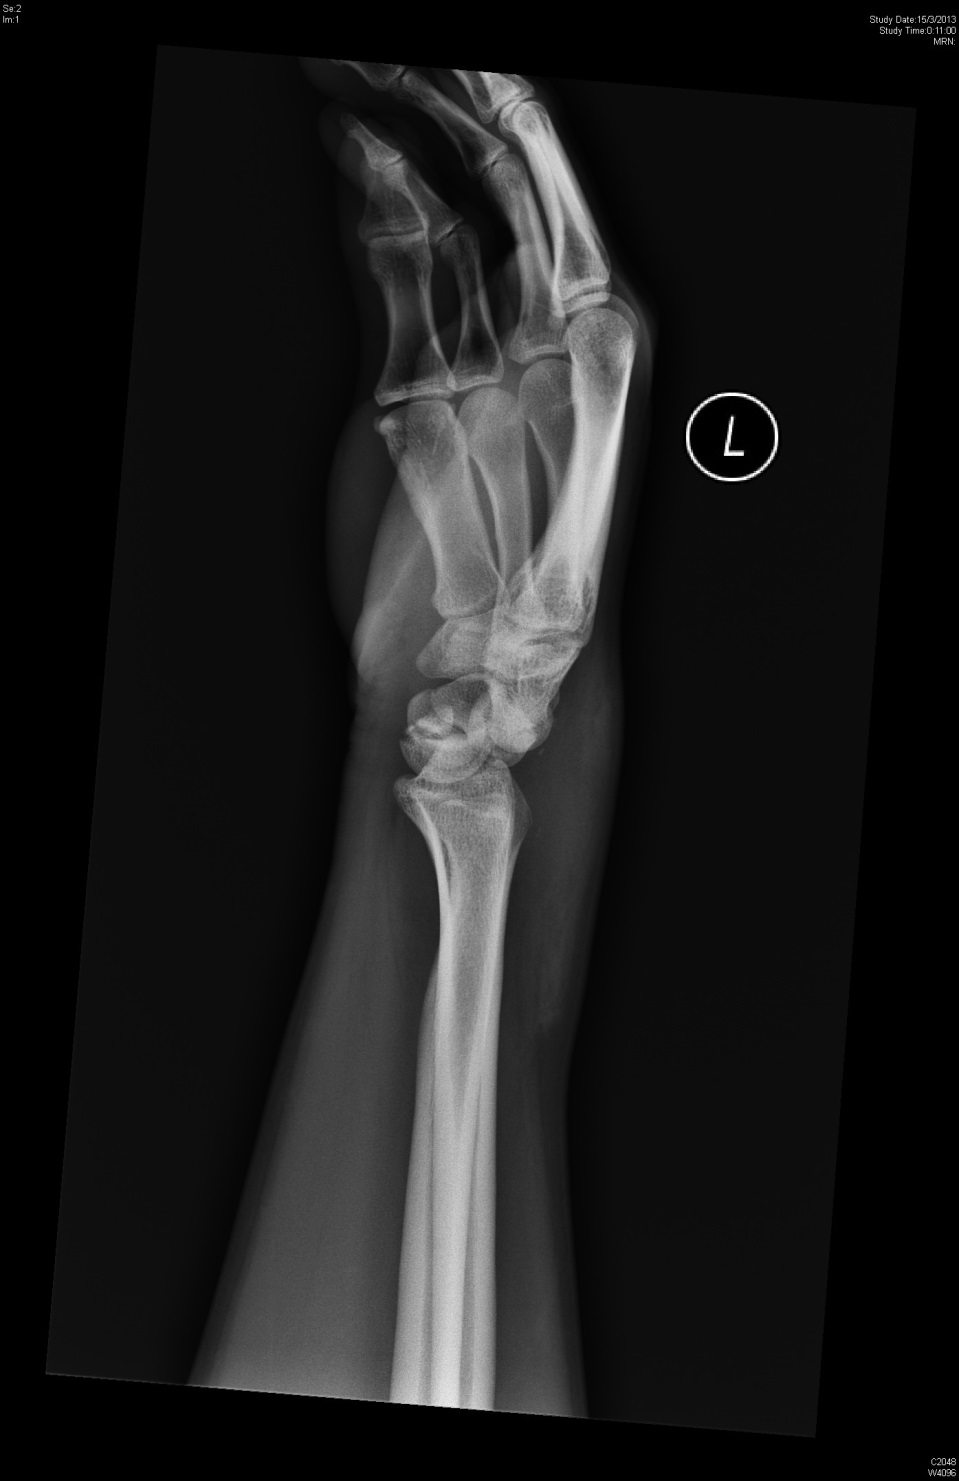 Se:2
Im:1
Study Date:15/3/2013
Study Time:0:11:00
MRN:
L
C2048
W4096